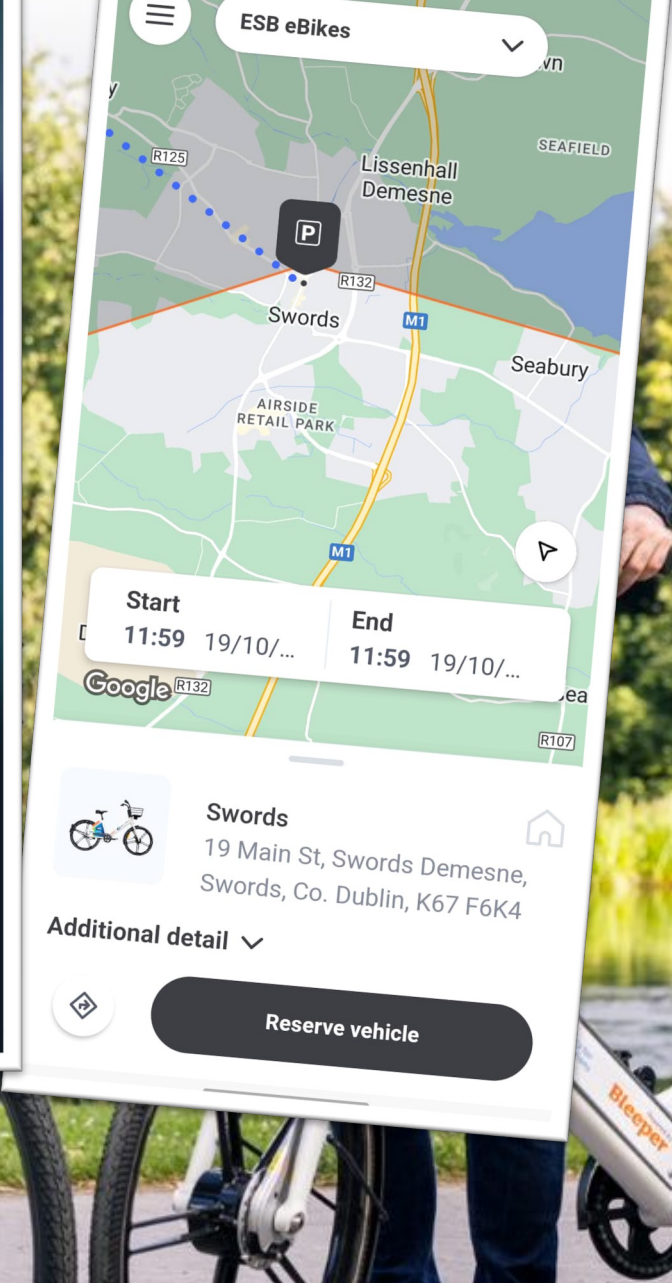 ESB eBikes
wn
y
SEAFIELD
R125
Lissenhall
Demesne
P
R132
Swords
M1
Seabury
AIRSIDE
RETAIL PARK
M1
Start
11:59 19/10/...
End
11:59 19/10/...
Google
R132
ea
R107
Swords
19 Main St, Swords Demesne,
Swords, Co. Dublin, K67 F6K4
Additional detail
Reserve vehicle
Bleeper